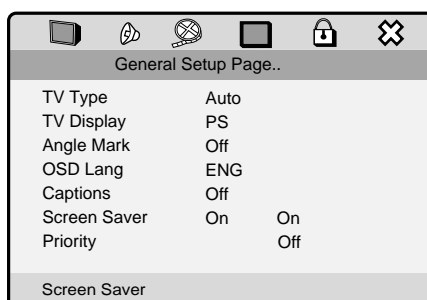 General Setup Page..
TV Type Auto
TV Display PS
Angle Mark Off
OSD Lang ENG
Captions Off
Screen Saver On On
Priority Off
Screen Saver